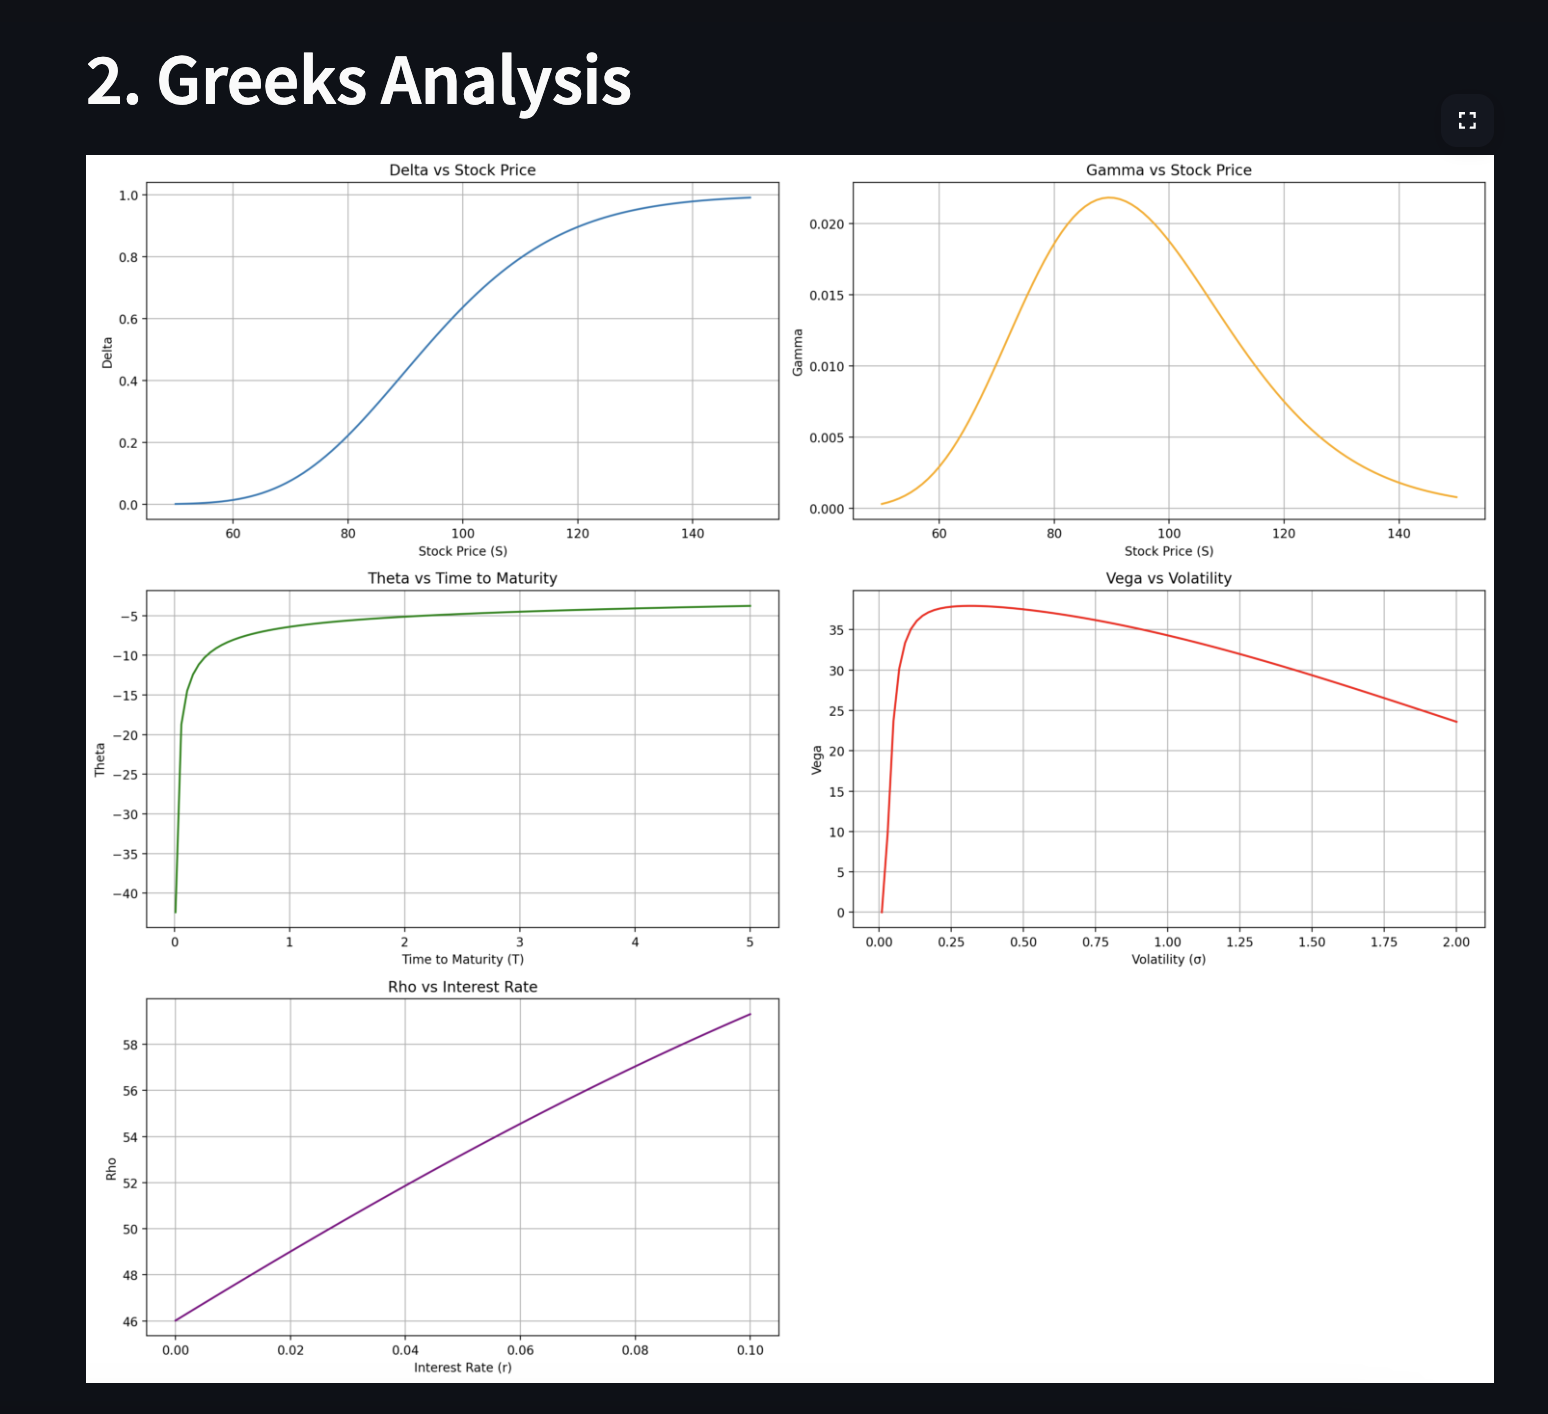 2. Greeks Analysis
Delta vs Stock Price
1.0
0.8
0.6
0.4
0.2
0.0
Delta
60 80 100 120 140
Stock Price (S)
Gamma vs Stock Price
0.020
0.015
0.010
0.005
0.000
Gamma
60 80 100 120 140
Stock Price (S)
Theta vs Time to Maturity
−5
−10
−15
−20
−25
−30
−35
−40
Theta
0 1 2 3 4 5
Time to Maturity (T)
Vega vs Volatility
35
30
25
20
15
10
5
0
Vega
0.00 0.25 0.50 0.75 1.00 1.25 1.50 1.75 2.00
Volatility (σ)
Rho vs Interest Rate
58
56
54
52
50
48
46
Rho
0.00 0.02 0.04 0.06 0.08 0.10
Interest Rate (r)